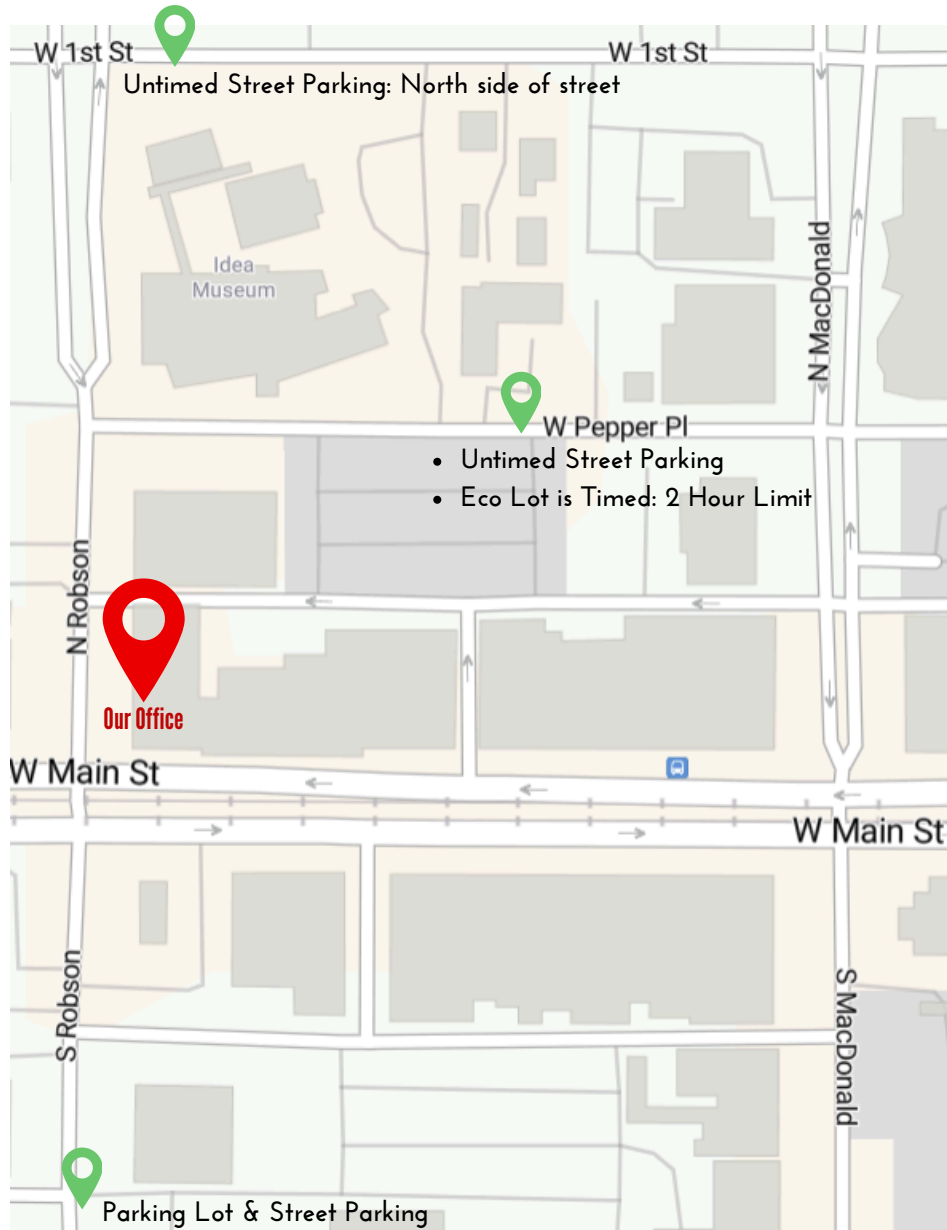 W 1st St
W 1st St
Untimed Street Parking: North side of street
Idea
Museum
N MacDonald
W Pepper Pl
• Untimed Street Parking
• Eco Lot is Timed: 2 Hour Limit
N Robson
Our Office
W Main St
W Main St
S Robson
S MacDonald
Parking Lot & Street Parking